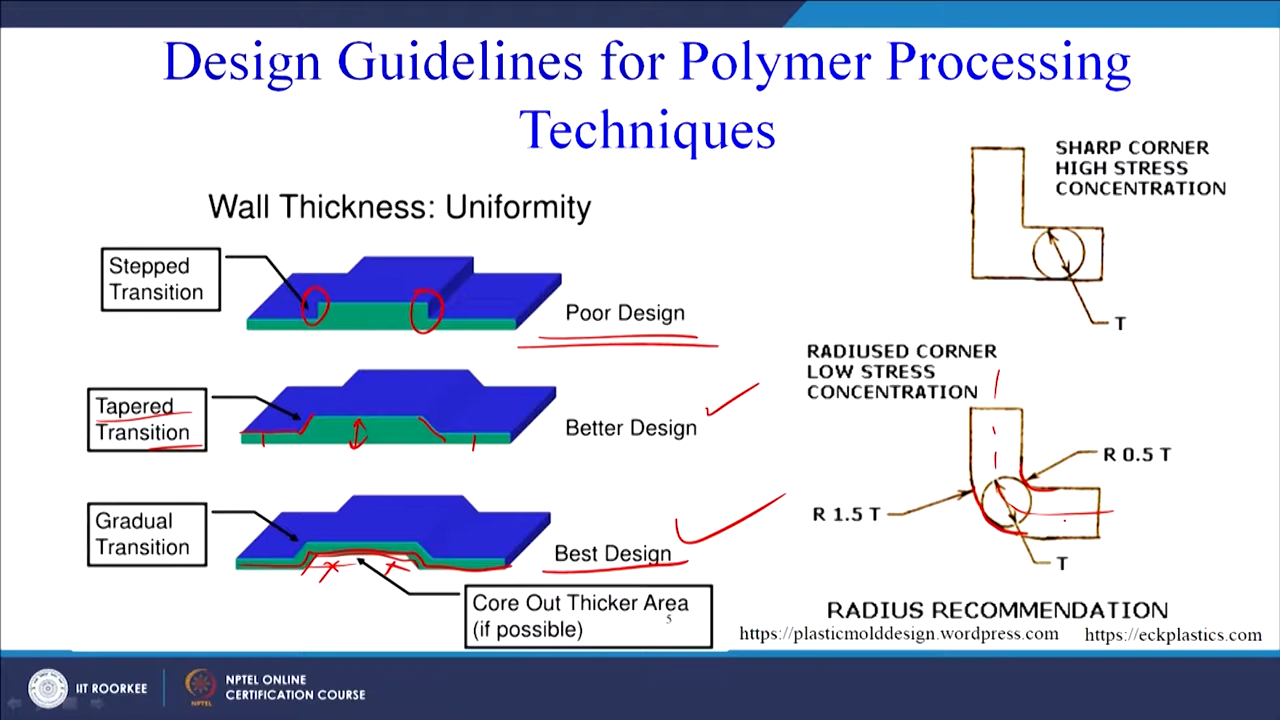 Design Guidelines for Polymer Processing
Techniques
Wall Thickness: Uniformity
Stepped
Transition
Poor Design
Tapered
Transition
Better Design
Gradual
Transition
Best Design
Core Out Thicker Area
(if possible)
5
SHARP CORNER
HIGH STRESS
CONCENTRATION
T
RADIUSED CORNER
LOW STRESS
CONCENTRATION
R 0.5 T
R 1.5 T
T
RADIUS RECOMMENDATION
https://plasticmolddesign.wordpress.com
https://eckplastics.com
IIT ROORKEE
NPTEL
NPTEL ONLINE
CERTIFICATION COURSE